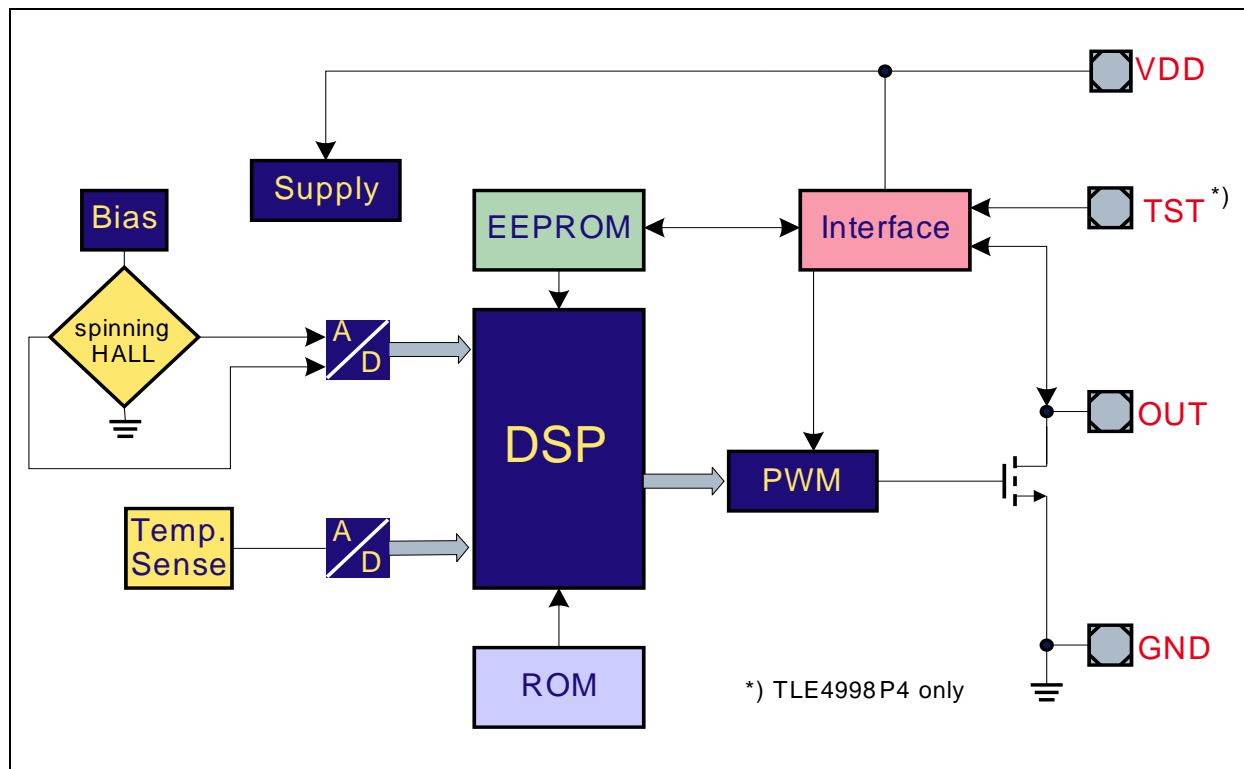 VDD
Supply
Bias
TST *)
EEPROM
Interface
spinning
HALL
A
D
OUT
DSP
PWM
Temp.
Sense
A
D
GND
ROM
*) TLE4998P4 only